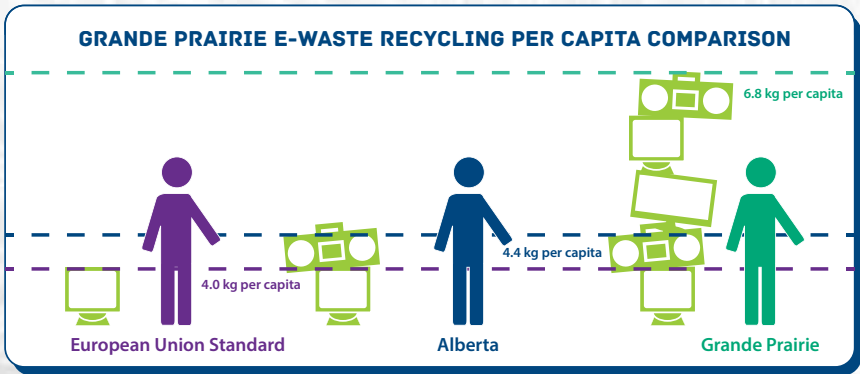 GRANDE PRAIRIE E-WASTE RECYCLING PER CAPITA COMPARISON
6.8 kg per capita
4.4 kg per capita
4.0 kg per capita
European Union Standard
Alberta
Grande Prairie